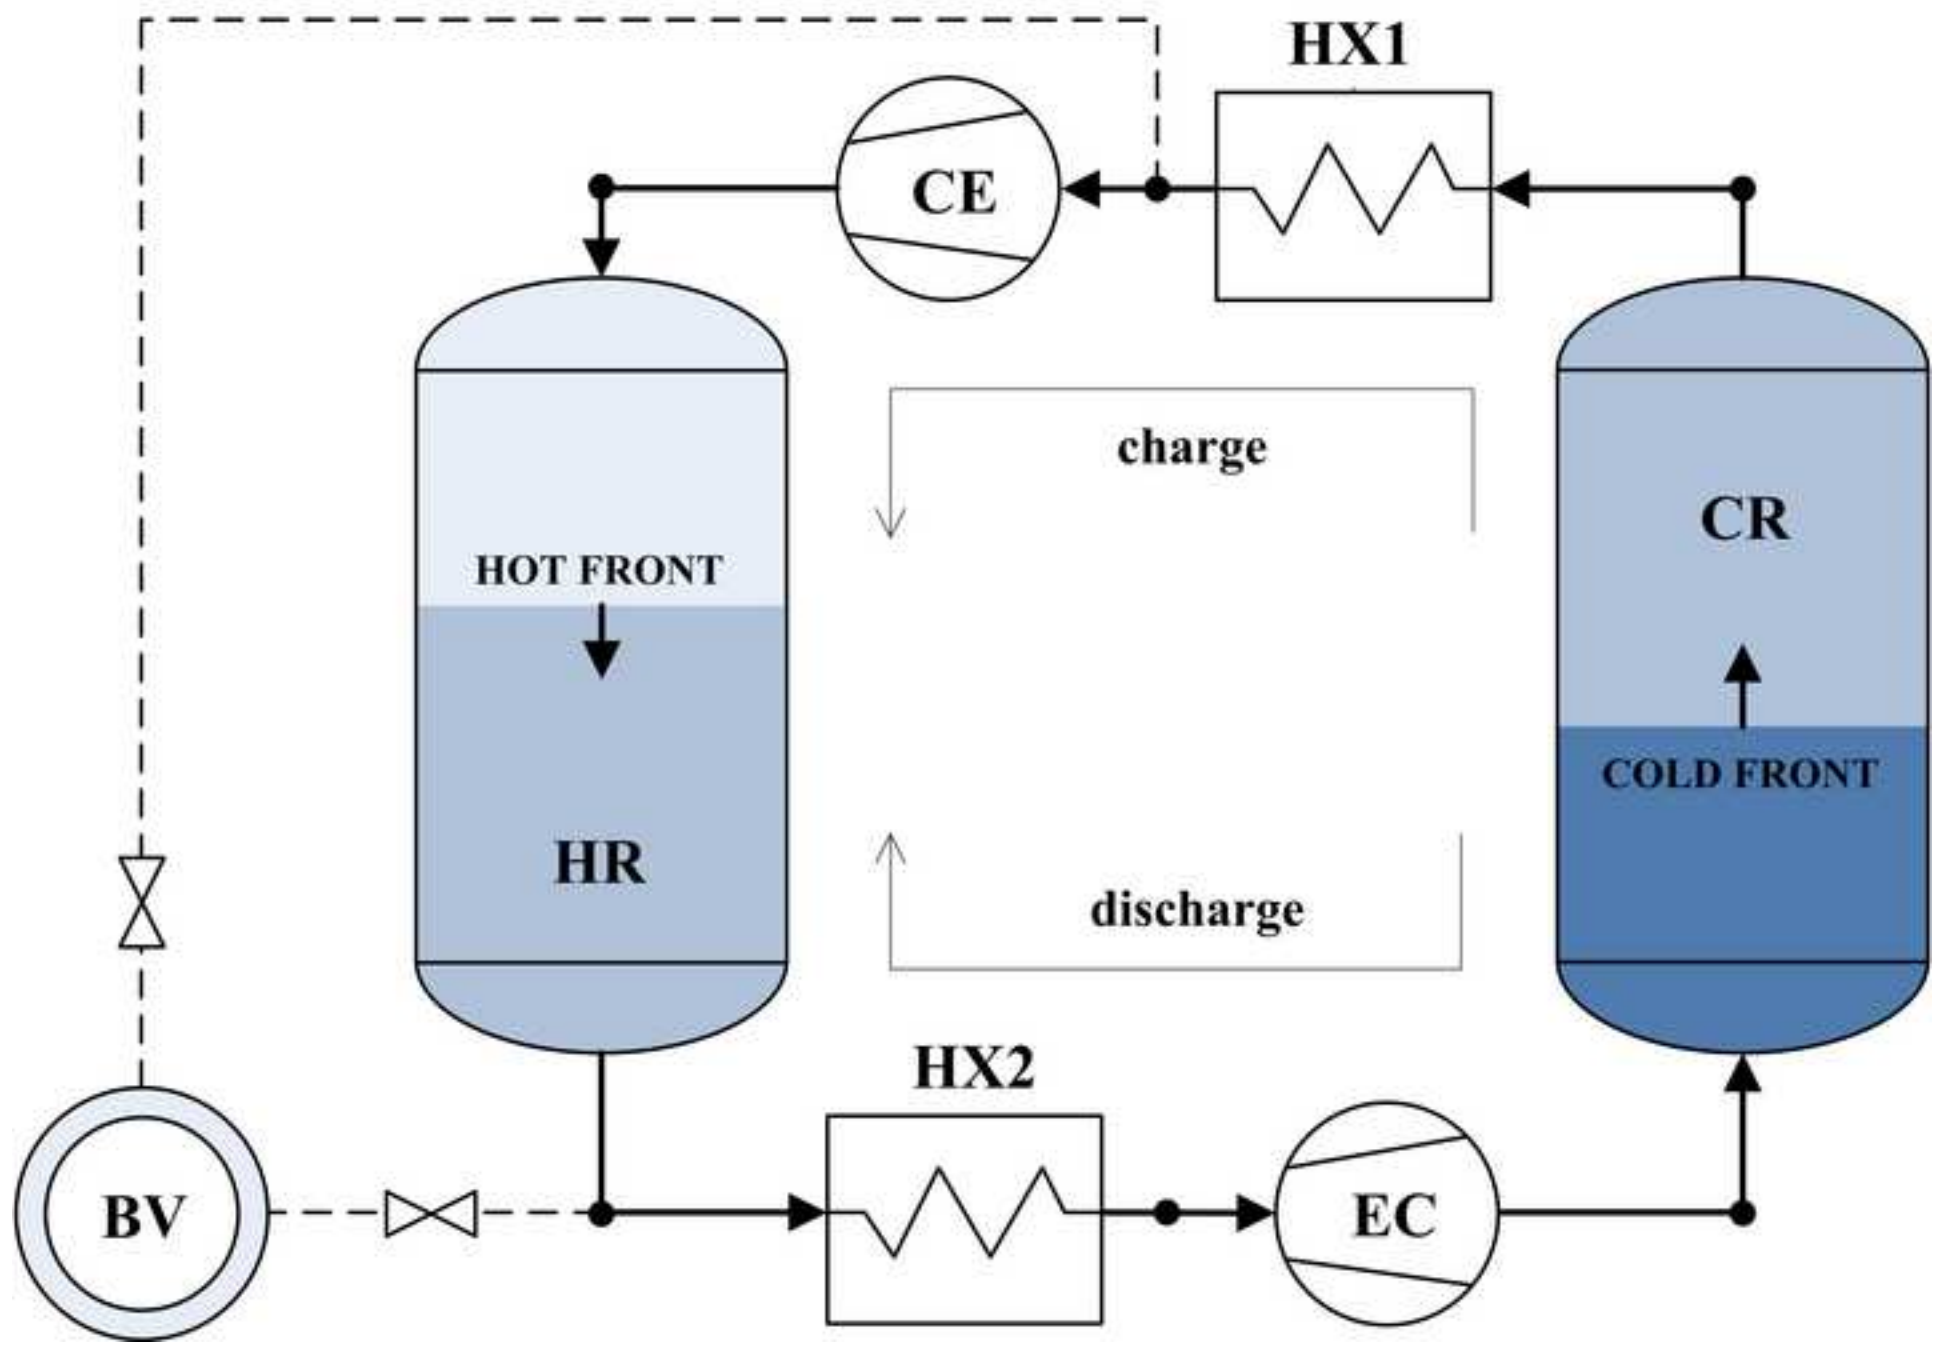 HX1
CE
charge
CR
HOT FRONT
COLD FRONT
HR
discharge
HX2
BV
EC